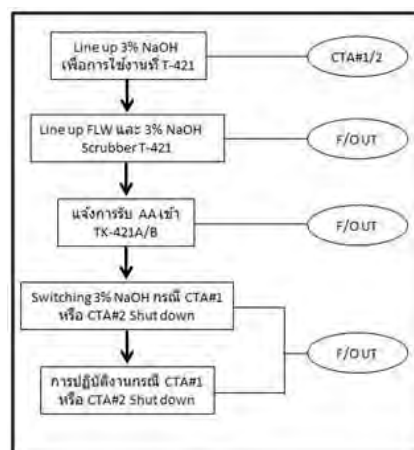 Line up 3% NaOH
เพื่อการใช้งานที่ T-421
CTA#1/2
Line up FLW และ 3% NaOH
Scrubber T-421
F/OUT
แจ้งการรับ AA เข้า
TK-421A/B
F/OUT
Switching 3% NaOH กรณี CTA#1
หรือ CTA#2 Shut down
F/OUT
การปฏิบัติงานกรณี CTA#1
หรือ CTA#2 Shut down